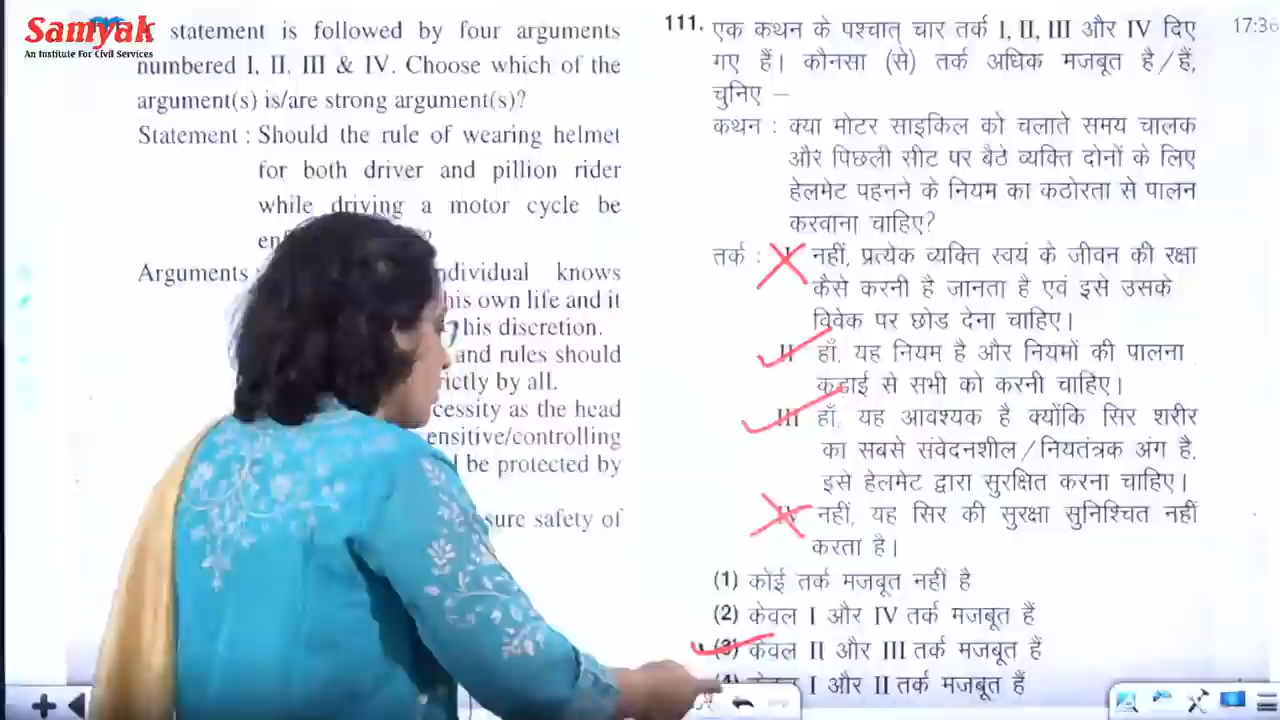 Samyak
An Institute For Civil Services
statement is followed by four arguments
numbered I, II, III & IV. Choose which of the
argument(s) is/are strong argument(s)?
Statement : Should the rule of wearing helmet
for both driver and pillion rider
while driving a motor cycle be
Arguments
individual knows
his own life and it
his discretion.
and rules should
by all.
as the head
be protected by
safety of
111. एक कथन के पश्चात् चार तर्क I, II, III और IV दिए
गए हैं। कौनसा (से) तर्क अधिक मजबूत है/हैं,
चुनिए –
कथन : क्या मोटर साइकिल को चलाते समय चालक
और पिछली सीट पर बैठे व्यक्ति दोनों के लिए
हेलमेट पहनने के नियम का कठोरता से पालन
करवाना चाहिए?
तर्क : I नहीं, प्रत्येक व्यक्ति स्वयं के जीवन की रक्षा
कैसे करनी है जानता है एवं इसे उसके
विवेक पर छोड देना चाहिए।
II हाँ, यह नियम है और नियमों की पालना
कड़ाई से सभी को करनी चाहिए।
III हाँ, यह आवश्यक है क्योंकि सिर शरीर
का सबसे संवेदनशील/नियतंत्रक अंग है,
इसे हेलमेट द्वारा सुरक्षित करना चाहिए।
IV नहीं, यह सिर की सुरक्षा सुनिश्चित नहीं
करता है।
(1) कोई तर्क मजबूत नहीं है
(2) केवल I और IV तर्क मजबूत हैं
(3) केवल II और III तर्क मजबूत हैं
(4) केवल I और II तर्क मजबूत हैं
17:36